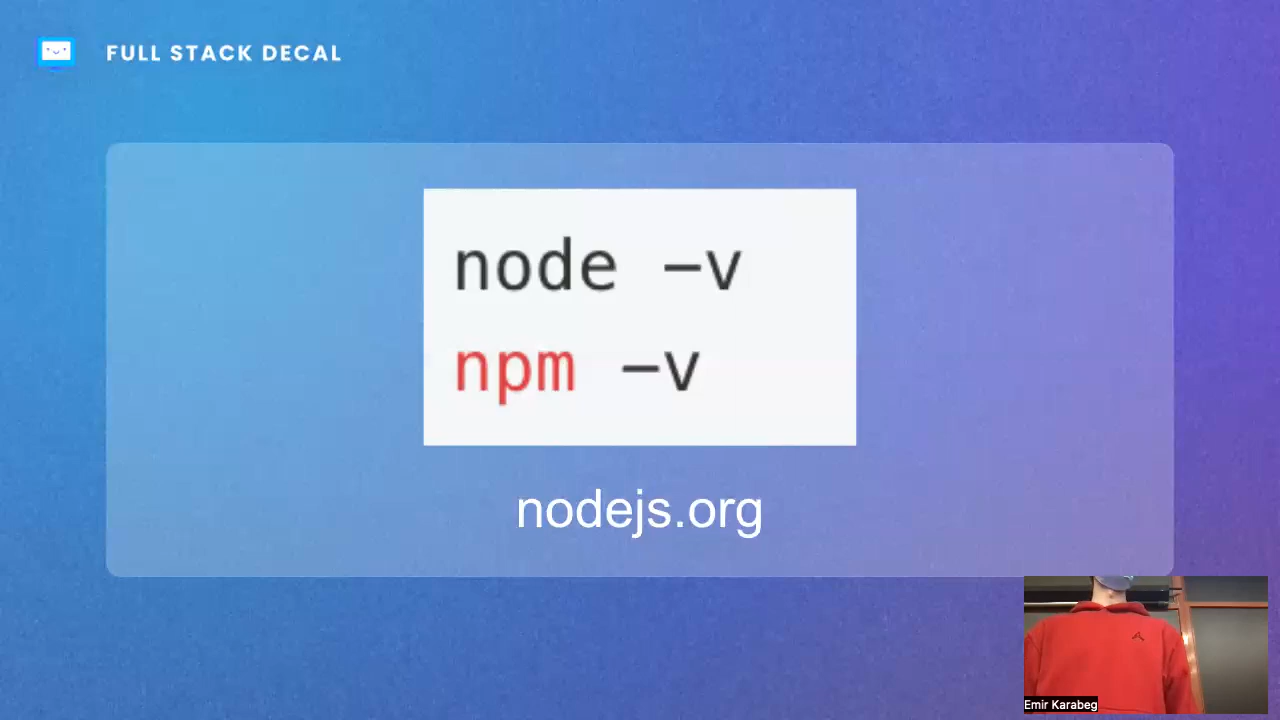 FULL STACK DECAL
node -v
npm -v
nodejs.org
Emir Karabeg